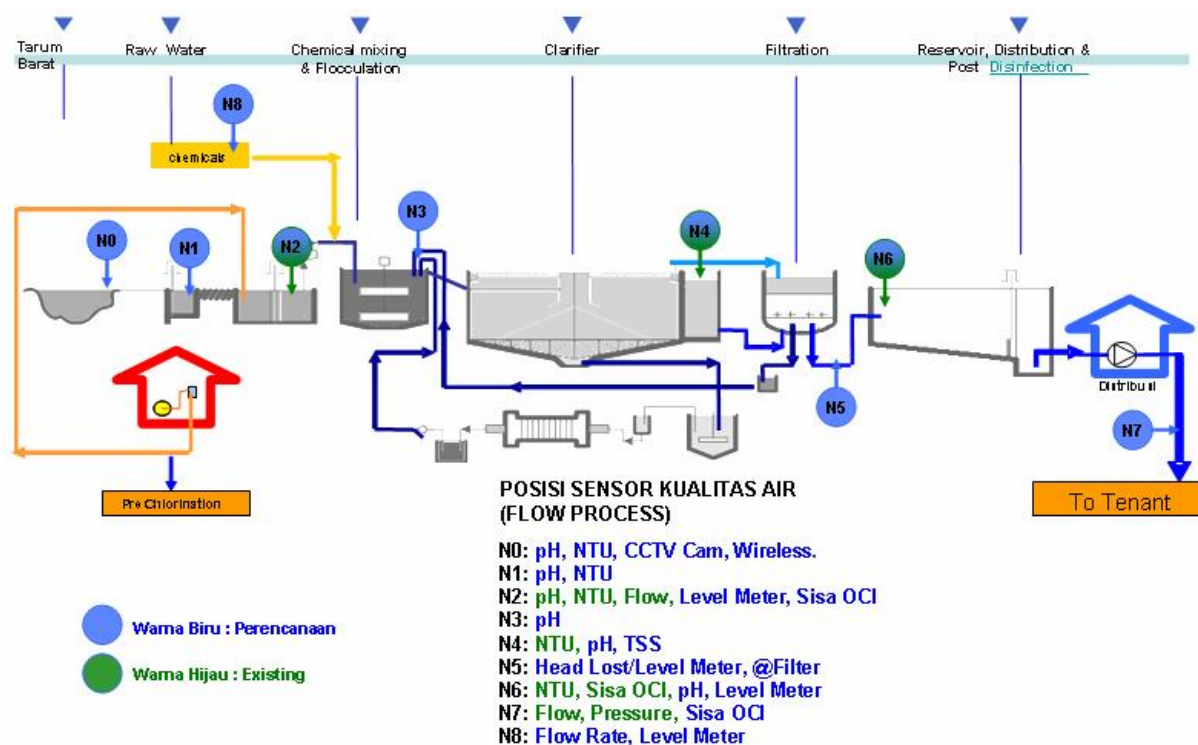 Tarum
Barat
Raw Water
Chemical mixing
& Flocculation
Clarifier
Filtration
Reservoir, Distribution &
Post Disinfection
N8
chemicals
N0
N1
N2
N3
N4
N6
N5
Distribusi
N7
Pre Chlorination
To Tenant
POSISI SENSOR KUALITAS AIR
(FLOW PROCESS)
N0: pH, NTU, CCTV Cam, Wireless.
N1: pH, NTU
N2: pH, NTU, Flow, Level Meter, Sisa OCl
N3: pH
N4: NTU, pH, TSS
N5: Head Lost/Level Meter, @Filter
N6: NTU, Sisa OCl, pH, Level Meter
N7: Flow, Pressure, Sisa OCl
N8: Flow Rate, Level Meter
Warna Biru : Perencanaan
Warna Hijau : Existing